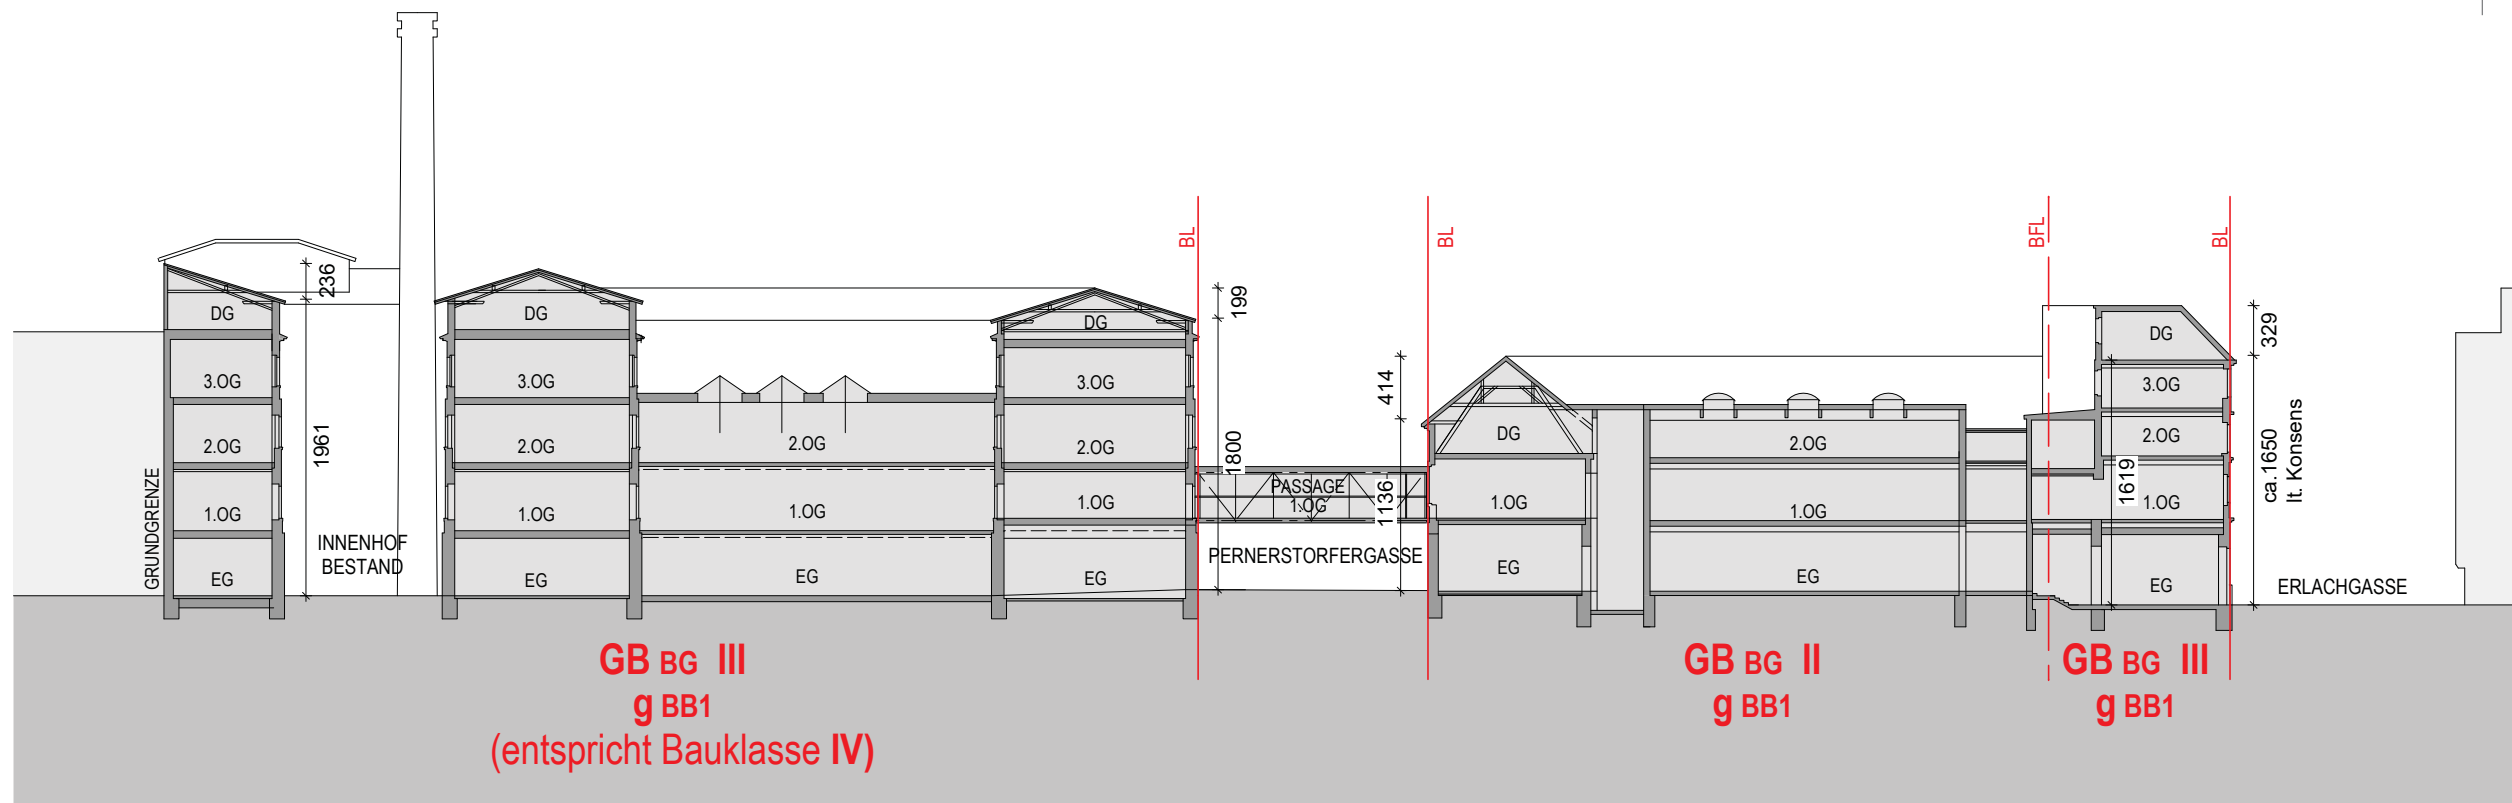 BL
BL
BFL
BL
236
DG
3.OG
2.OG
1.OG
EG
GRUNDGRENZE
1961
INNENHOF
BESTAND
DG
3.OG
2.OG
1.OG
EG
2.OG
1.OG
EG
DG
3.OG
2.OG
1.OG
EG
199
1800
PASSAGE
1.OG
PERNERSTORFERGASSE
414
1136
DG
1.OG
EG
2.OG
1.OG
EG
DG
3.OG
2.OG
1.OG
EG
1619
329
ca.1650
lt. Konsens
ERLACHGASSE
GB BG III
g BB1
(entspricht Bauklasse IV)
GB BG II
g BB1
GB BG III
g BB1